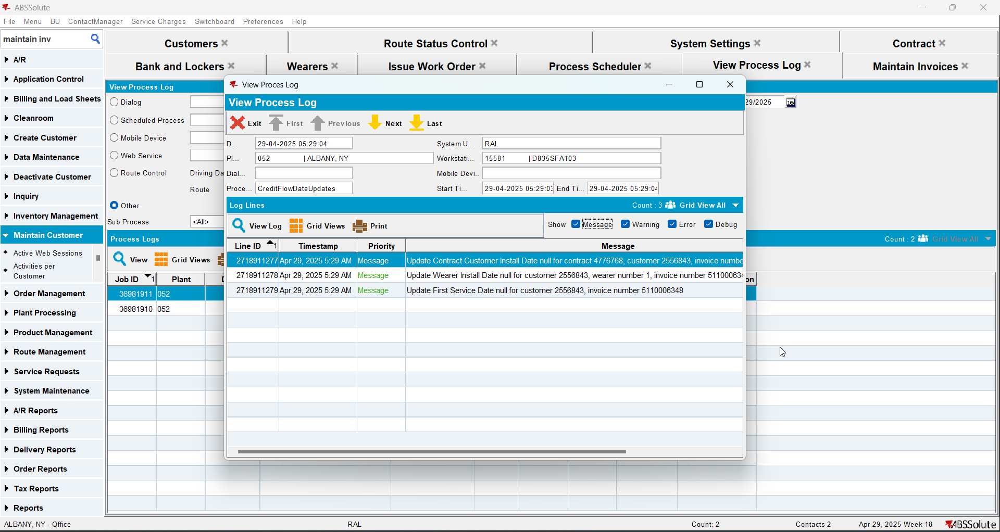 ABSSolute
File Menu BU ContactManager Service Charges Switchboard Preferences Help
maintain inv
Customers
Route Status Control
System Settings
Contract
Bank and Lockers
Wearers
Issue Work Order
Process Scheduler
View Process Log
Maintain Invoices
A/R
Application Control
Billing and Load Sheets
Cleanroom
Create Customer
Data Maintenance
Deactivate Customer
Inquiry
Inventory Management
Maintain Customer
Active Web Sessions
Activities per
Customer
Order Management
Plant Processing
Product Management
Route Management
Service Requests
System Maintenance
A/R Reports
Billing Reports
Delivery Reports
Order Reports
Tax Reports
Reports
View Process Log
Dialog
Scheduled Process
Mobile Device
Web Service
Route Control Driving Da
Route
Other
Sub Process <All>
29/2025 16
Process Logs
Count : 2 Grid View All
View Grid Views
Job ID 1 Plant
on
36981911 052
36981910 052
View Proces Log
View Process Log
Exit First Previous Next Last
D... 29-04-2025 05:29:04 System U... RAL
Pl... 052 | ALBANY, NY Workstati... 15581 | D835SFA103
Dial... Mobile Devi..
Proce... CreditFlowDateUpdates Start Ti... 29-04-2025 05:29:03 End Ti... 29-04-2025 05:29:04
Log Lines Count : 3 Grid View All
View Log Grid Views Print Show Message Warning Error Debug
Line ID 1 Timestamp Priority Message
2718911277 Apr 29, 2025 5:29 AM Message Update Contract Customer Install Date null for contract 4776768, customer 2556843, invoice numbe
2718911278 Apr 29, 2025 5:29 AM Message Update Wearer Install Date null for customer 2556843, wearer number 1, invoice number 511000634
2718911279 Apr 29, 2025 5:29 AM Message Update First Service Date null for customer 2556843, invoice number 5110006348
ALBANY, NY - Office RAL Count: 2 Contacts 2 Apr 29, 2025 Week 18 ABSSolute